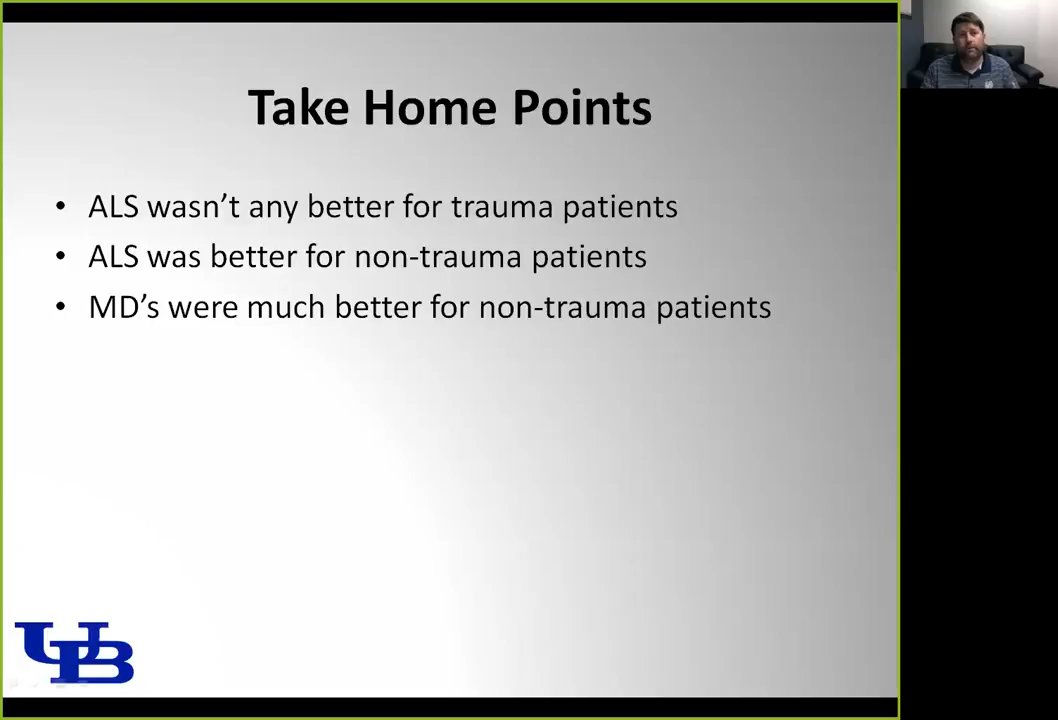 Take Home Points
• ALS wasn’t any better for trauma patients
• ALS was better for non-trauma patients
• MD’s were much better for non-trauma patients
UB